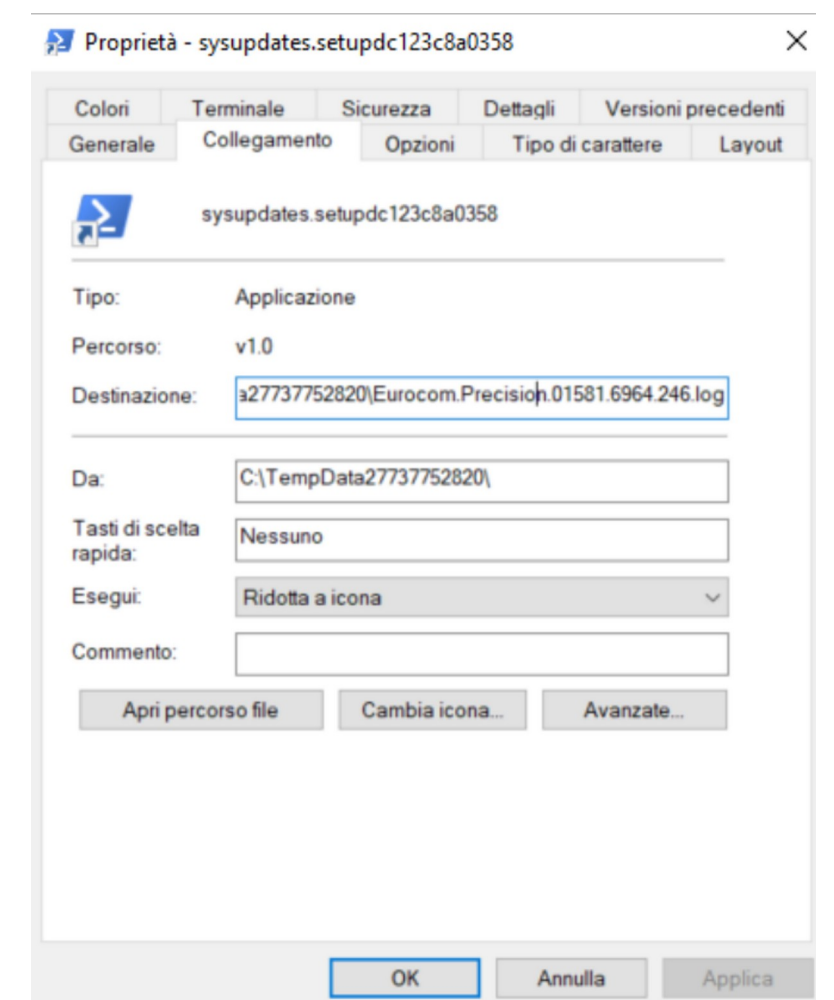 Proprietà - sysupdates.setupdc123c8a0358
Colori Terminale Sicurezza Dettagli Versioni precedenti
Generale Collegamento Opzioni Tipo di carattere Layout
sysupdates.setupdc123c8a0358
Tipo: Applicazione
Percorso: v1.0
Destinazione: a27737752820\Eurocom.Precision.01581.6964.246.log
Da: C:\TempData27737752820\
Tasti di scelta
rapida: Nessuno
Esegui: Ridotta a icona
Commento:
Apri percorso file Cambia icona... Avanzate...
OK Annulla Applica